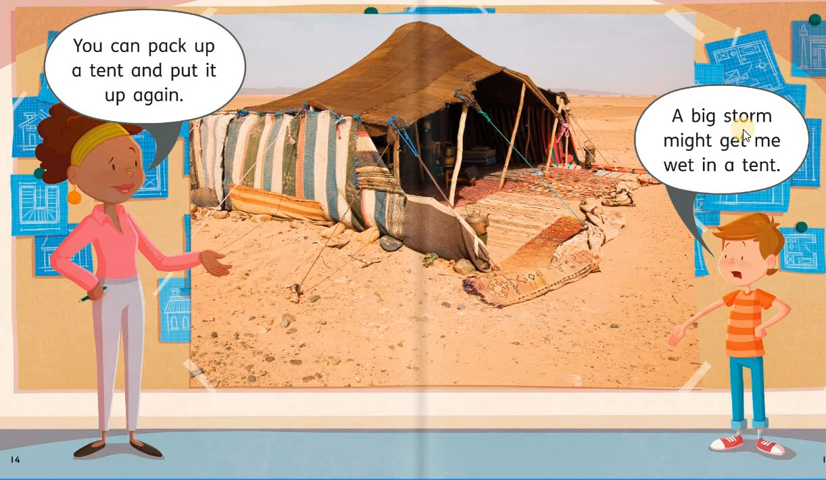 You can pack up
a tent and put it
up again.
A big storm
might get me
wet in a tent.
14